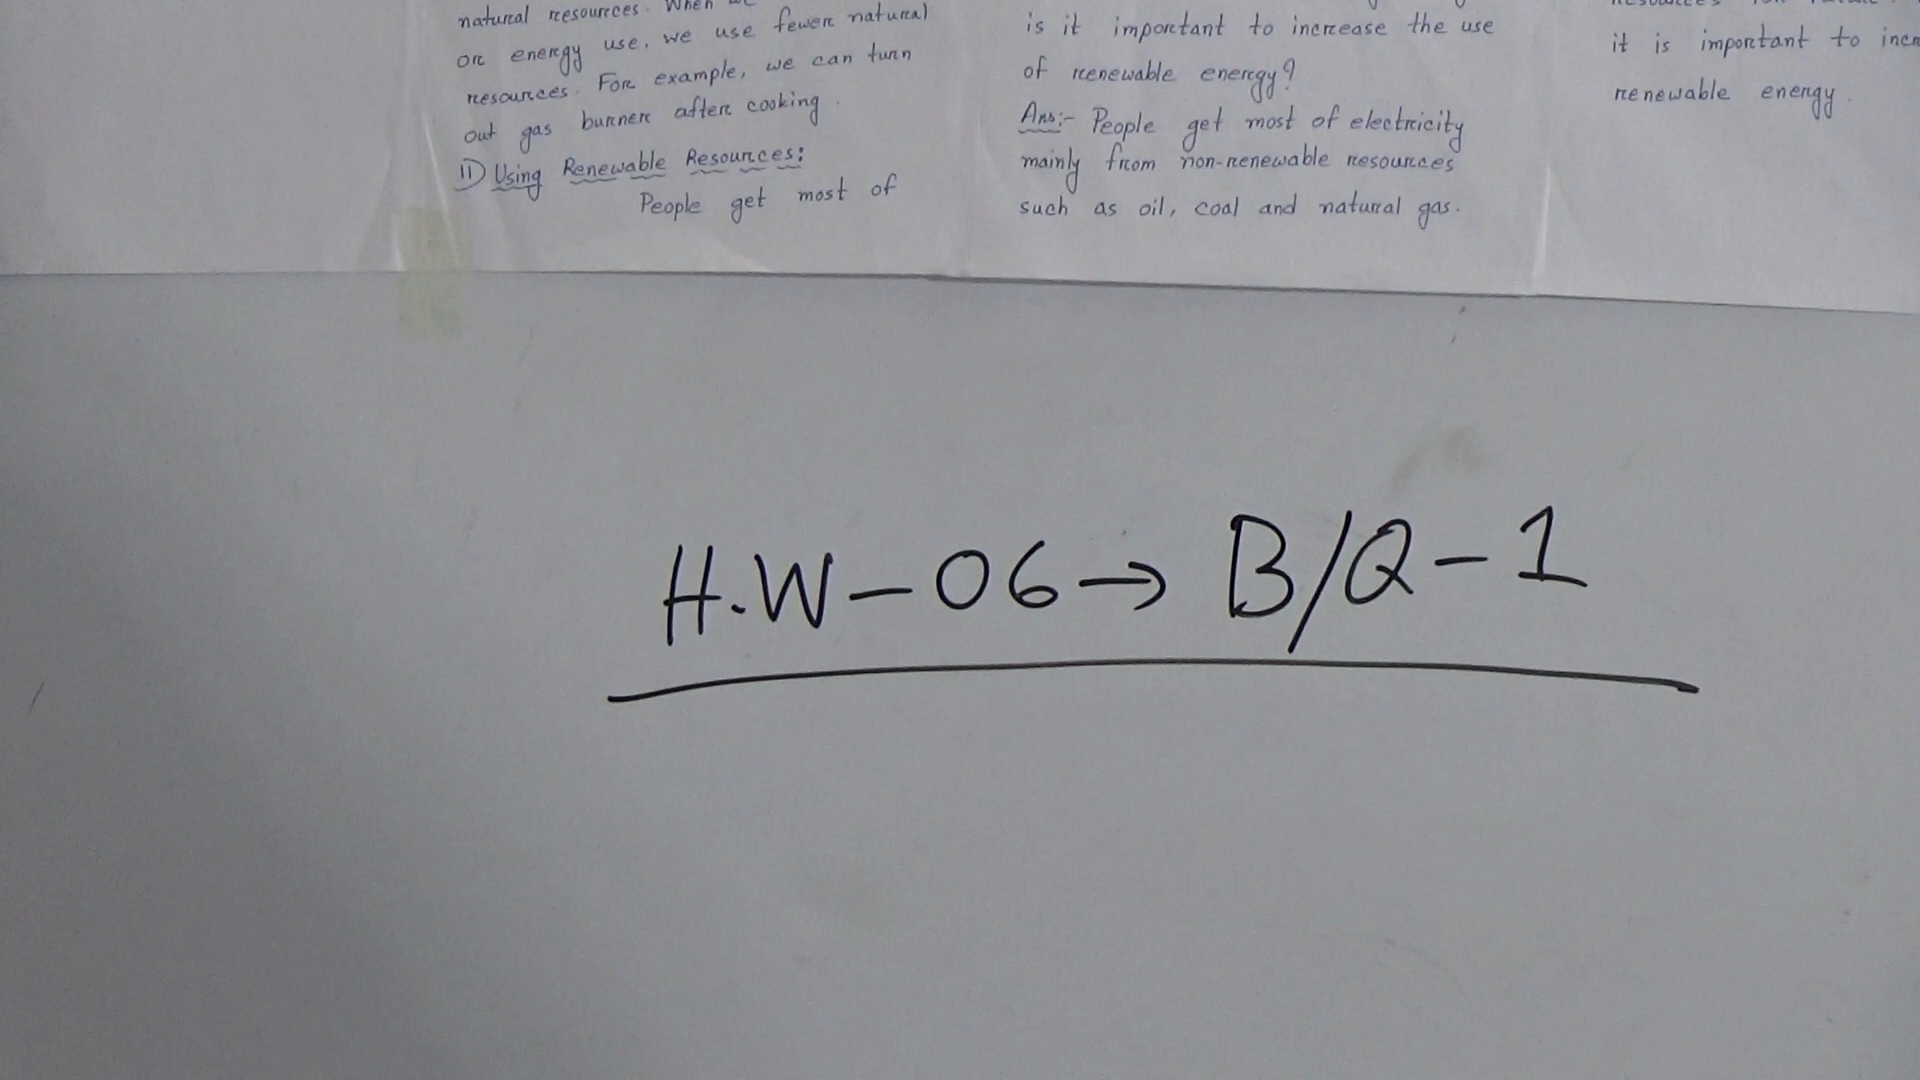 natural resources. When we
or energy use, we use fewer natural
resources. For example, we can turn
out gas burner after cooking.
II) Using Renewable Resources:
People get most of
is it important to increase the use
of renewable energy?
Ans:- People get most of electricity
mainly from non-renewable resources
such as oil, coal and natural gas.
it is important to
renewable energy.
H.W-06→ B/Q-1